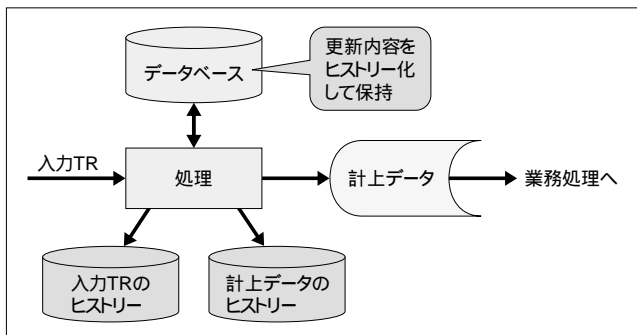 データベース
更新内容を
ヒストリー化
して保持
入力TR
処理
計上データ
業務処理へ
入力TRの
ヒストリー
計上データの
ヒストリー